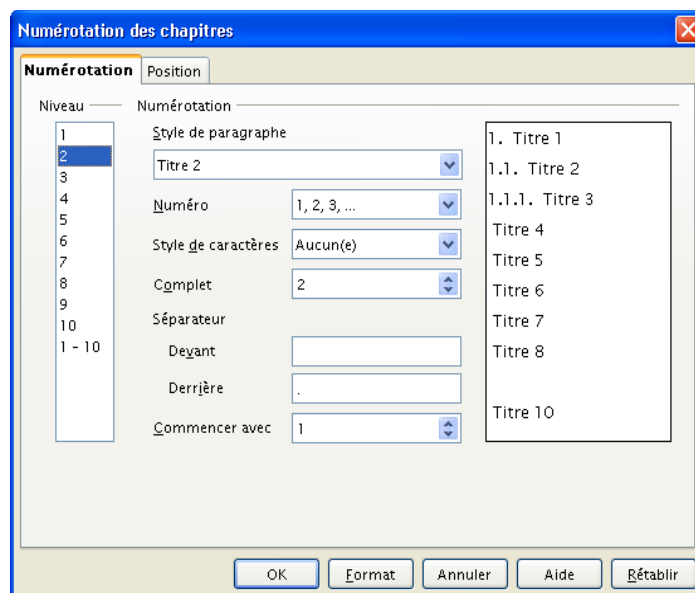 Numérotation des chapitres
Numérotation Position
Niveau Numérotation
1
2
3
4
5
6
7
8
9
10
1 - 10
Style de paragraphe
Titre 2
Numéro 1, 2, 3, ...
Style de caractères Aucun(e)
Complet 2
Séparateur
Devant
Derrière .
Commencer avec 1
1. Titre 1
1.1. Titre 2
1.1.1. Titre 3
Titre 4
Titre 5
Titre 6
Titre 7
Titre 8
Titre 10
OK Format Annuler Aide Rétablir